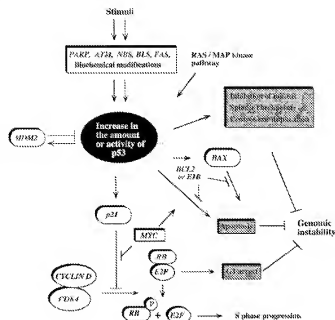 Stimuli
PARP, ATM, NBS, BLS, FAS,
Biochemical modifications
RAS / MAP kinase
pathway
MDM2
Increase in
the amount
or activity of
p53
Spindle checkpoint
BAX
BCL2
or E1B
p21
MYC
Apoptosis
Genomic
instability
RB
E2F
G1 arrest
CYCLIN D
CDK4
P
RB + E2F
S phase progression.